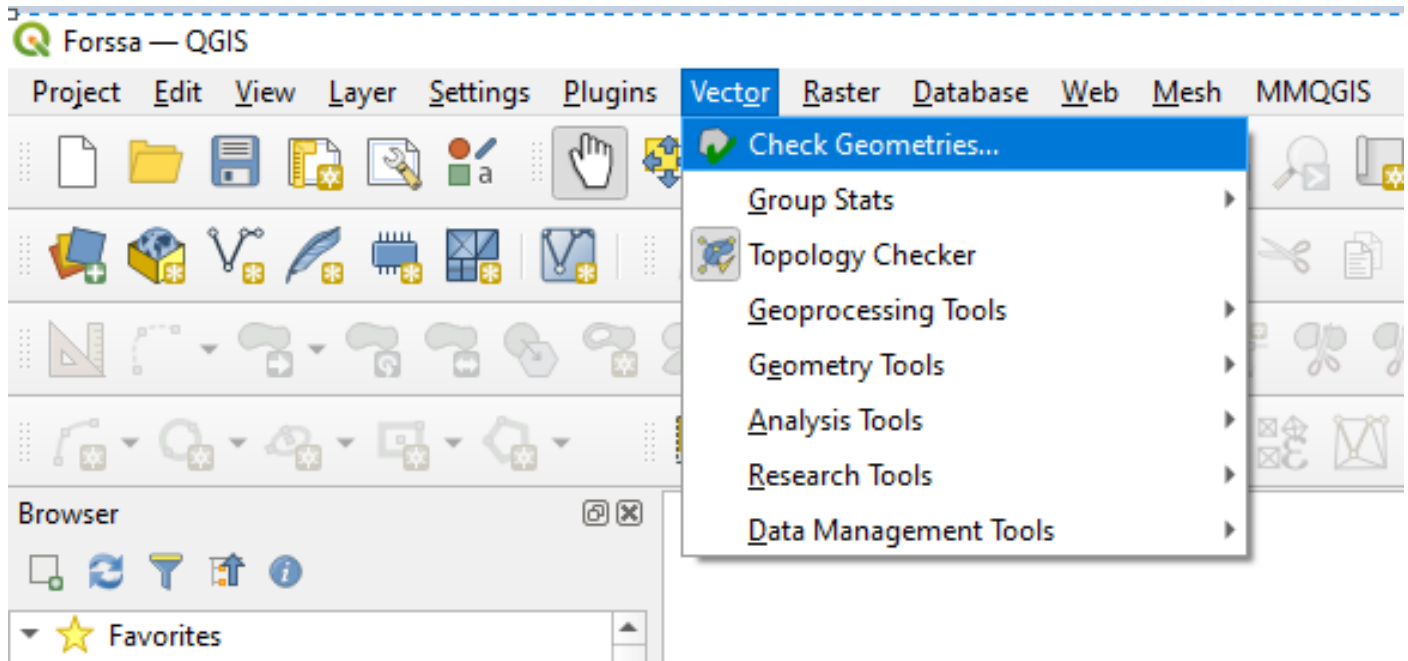 Forssa — QGIS
Project Edit View Layer Settings Plugins Vector Raster Database Web Mesh MMQGIS
Check Geometries...
Group Stats
a
Topology Checker
Geoprocessing Tools
Geometry Tools
Analysis Tools
Research Tools
Browser
Data Management Tools
Favorites